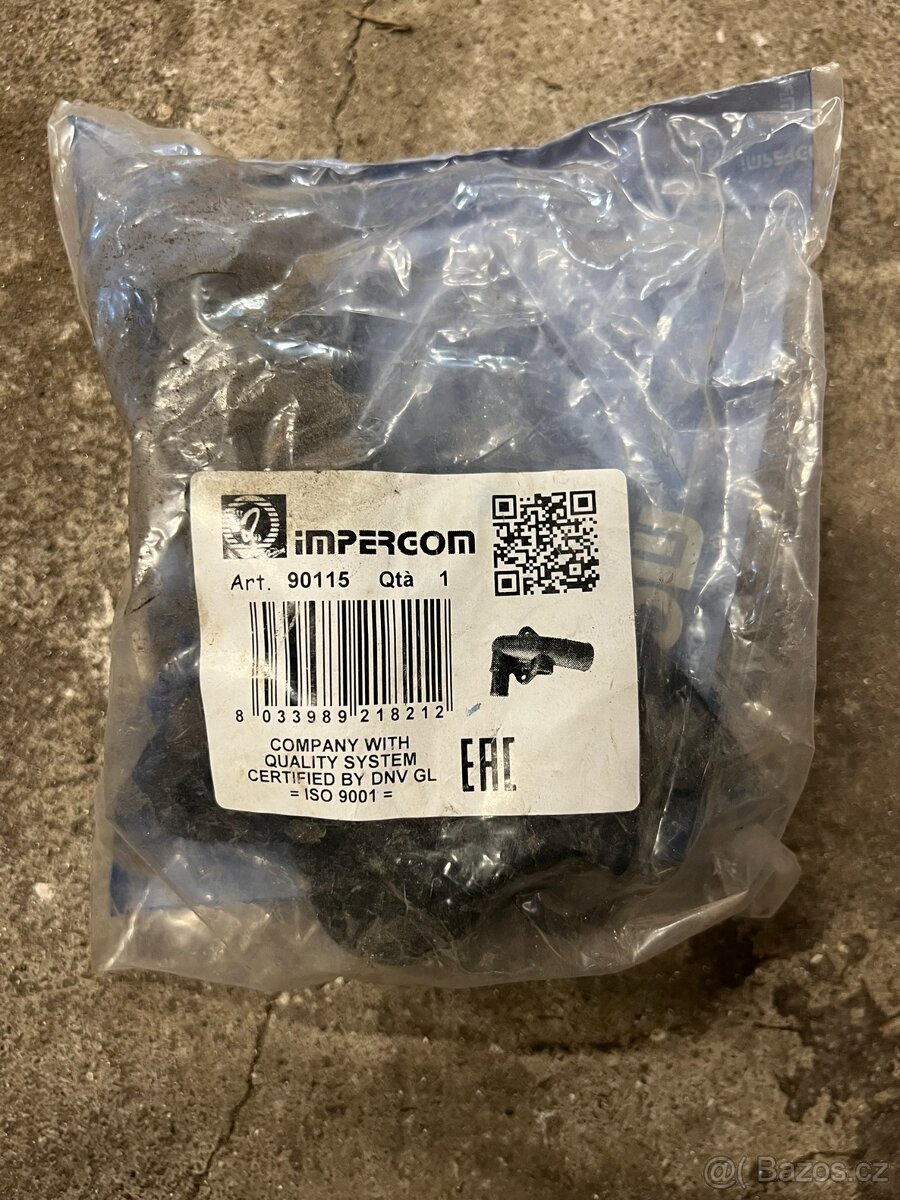 IMPERGO
iMPERGOM
Art. 90115 Qtà 1
8 033989 218212
COMPANY WITH
QUALITY SYSTEM
CERTIFIED BY DNV GL
= ISO 9001 =
EAC
@( Bazos.cz